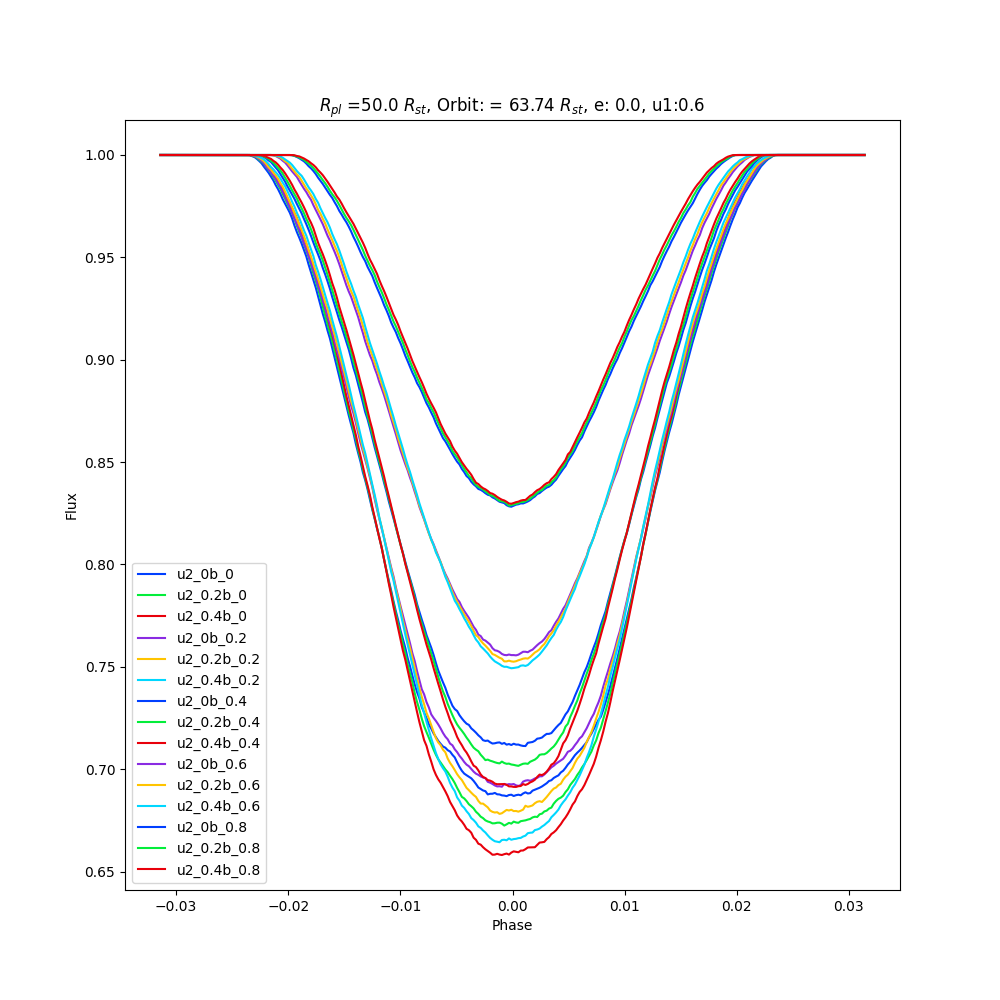 R_pl =50.0 R_st, Orbit: = 63.74 R_st, e: 0.0, u1:0.6
1.00
0.95
0.90
0.85
0.80
0.75
0.70
0.65
Flux
u2_0b_0
u2_0.2b_0
u2_0.4b_0
u2_0b_0.2
u2_0.2b_0.2
u2_0.4b_0.2
u2_0b_0.4
u2_0.2b_0.4
u2_0.4b_0.4
u2_0b_0.6
u2_0.2b_0.6
u2_0.4b_0.6
u2_0b_0.8
u2_0.2b_0.8
u2_0.4b_0.8
−0.03 −0.02 −0.01 0.00 0.01 0.02 0.03
Phase